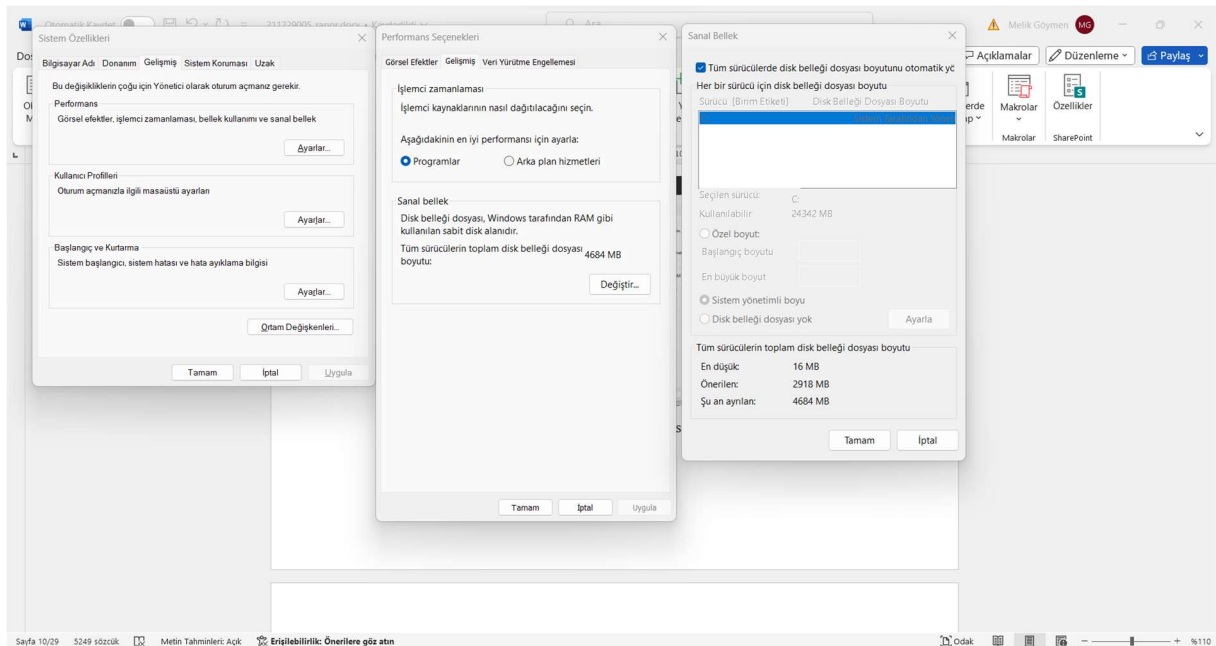 Otomatik Kaydet
Ara
Melik Göymen MG
Açıklamalar
Düzenleme
Paylaş
Makrolar
Özellikler
Makrolar
SharePoint
Sistem Özellikleri
Bilgisayar Adı Donanım Gelişmiş Sistem Koruması Uzak
Bu değişikliklerin çoğu için Yönetici olarak oturum açmanız gerekir.
Performans
Görsel efektler, işlemci zamanlaması, bellek kullanımı ve sanal bellek
Ayarlar...
Kullanıcı Profilleri
Oturum açmanızla ilgili masaüstü ayarları
Ayarlar...
Başlangıç ve Kurtarma
Sistem başlangıcı, sistem hatası ve hata ayıklama bilgisi
Ayarlar...
Ortam Değişkenleri...
Tamam İptal Uygula
Performans Seçenekleri
Görsel Efektler Gelişmiş Veri Yürütme Engellemesi
İşlemci zamanlaması
İşlemci kaynaklarının nasıl dağıtılacağını seçin.
Aşağıdakinin en iyi performansı için ayarla:
Programlar Arka plan hizmetleri
Sanal bellek
Disk belleği dosyası, Windows tarafından RAM gibi
kullanılan sabit disk alanıdır.
Tüm sürücülerin toplam disk belleği dosyası
boyutu: 4684 MB
Değiştir...
Tamam İptal Uygula
Sanal Bellek
Tüm sürücülerde disk belleği dosyası boyutunu otomatik yö
Her bir sürücü için disk belleği dosyası boyutu
Sürücü [Birim Etiketi] Disk Belleği Dosyası Boyutu
Seçilen sürücü: C:
Kullanılabilir 24342 MB
Özel boyut:
Başlangıç boyutu
En büyük boyut
Sistem yönetimli boyu
Disk belleği dosyası yok Ayarla
Tüm sürücülerin toplam disk belleği dosyası boyutu
En düşük: 16 MB
Önerilen: 2918 MB
Şu an ayrılan: 4684 MB
Tamam İptal
Sayfa 10/29 5249 sözcük Metin Tahminleri: Açık Erişilebilirlik: Önerilere göz atın Odak %110